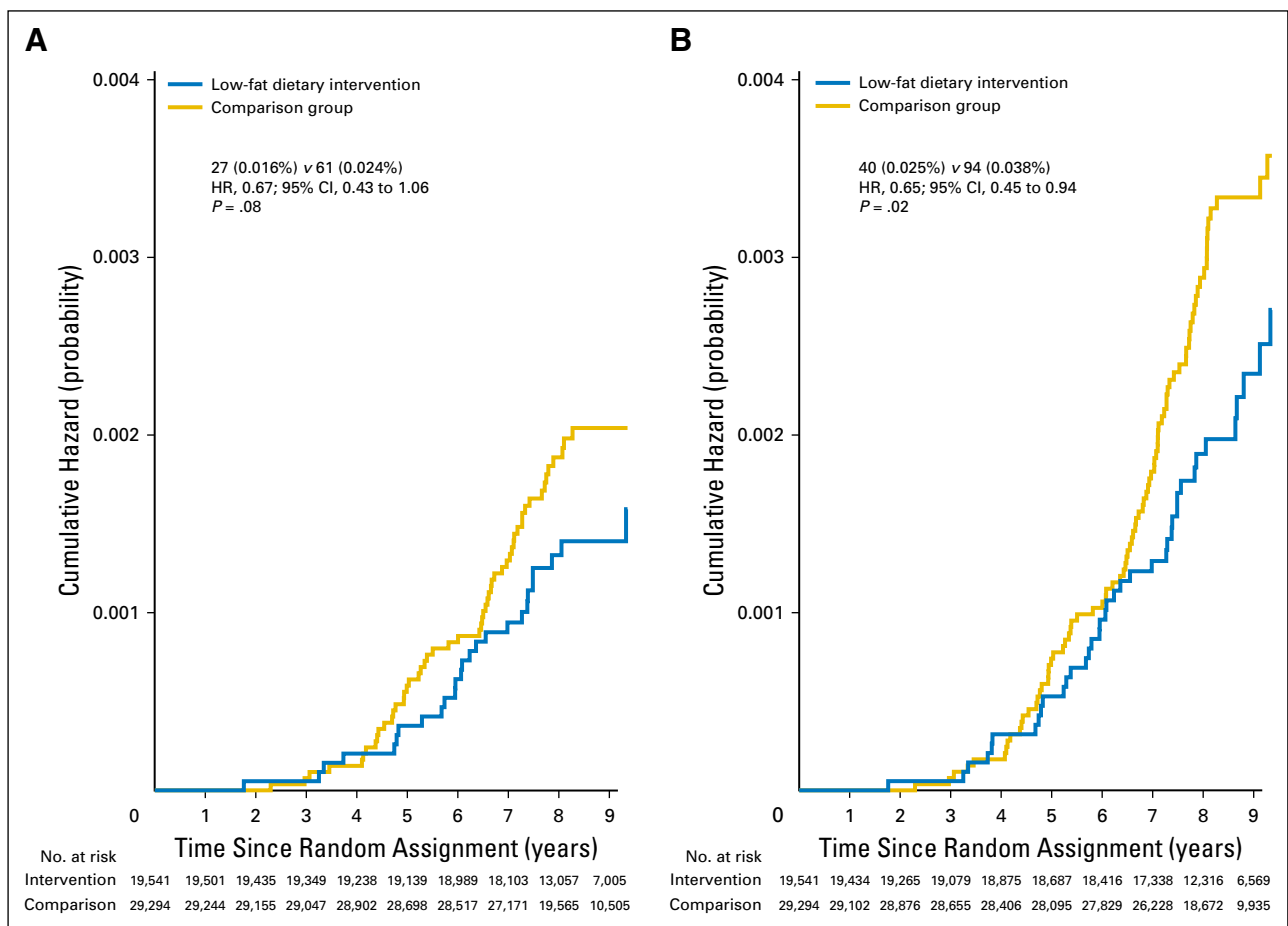 A
0.004
Low-fat dietary intervention
Comparison group
27 (0.016%) v 61 (0.024%)
HR, 0.67; 95% CI, 0.43 to 1.06
P = .08
0.003
0.002
0.001
Cumulative Hazard (probability)
0 1 2 3 4 5 6 7 8 9
Time Since Random Assignment (years)
No. at risk
Intervention 19,541 19,501 19,435 19,349 19,238 19,139 18,989 18,103 13,057 7,005
Comparison 29,294 29,244 29,155 29,047 28,902 28,698 28,517 27,171 19,565 10,505
B
0.004
Low-fat dietary intervention
Comparison group
40 (0.025%) v 94 (0.038%)
HR, 0.65; 95% CI, 0.45 to 0.94
P = .02
0.003
0.002
0.001
Cumulative Hazard (probability)
0 1 2 3 4 5 6 7 8 9
Time Since Random Assignment (years)
No. at risk
Intervention 19,541 19,434 19,265 19,079 18,875 18,687 18,416 17,338 12,316 6,569
Comparison 29,294 29,102 28,876 28,655 28,406 28,095 27,829 26,228 18,672 9,935